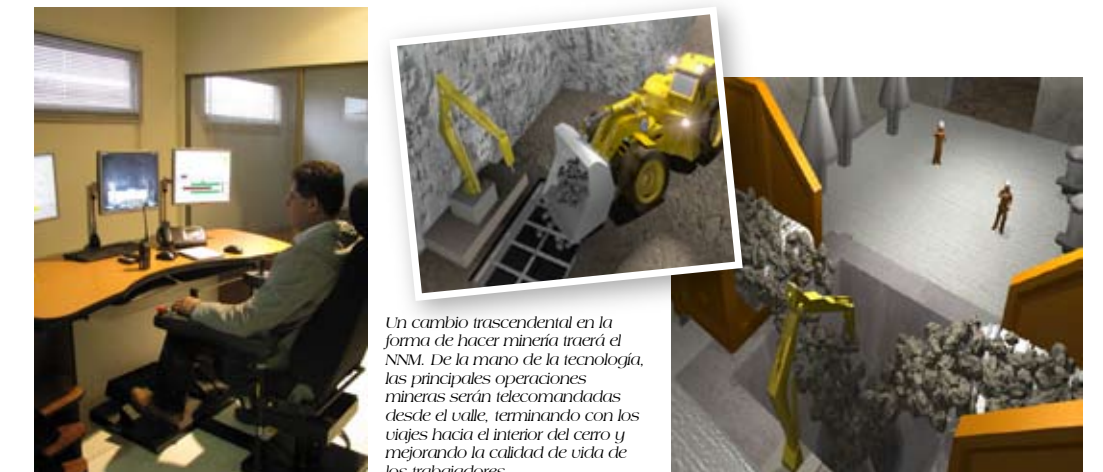 Un cambio trascendental en la
forma de hacer minería traerá el
NNM. De la mano de la tecnología,
las principales operaciones
mineras serán telecomandadas
desde el valle, terminando con los
viajes hacia el interior del cerro y
mejorando la calidad de vida de
los trabajadores